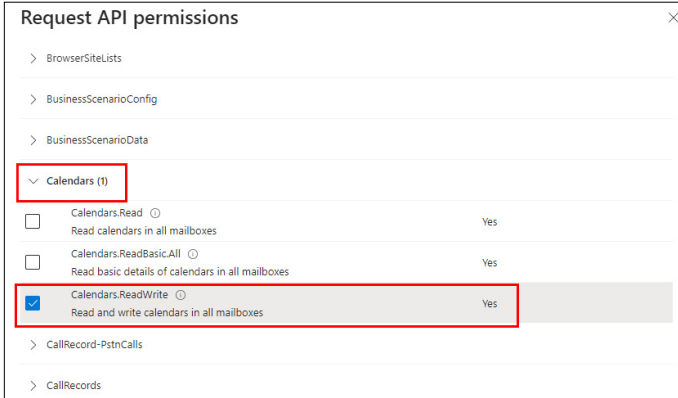 Request API permissions
BrowserSiteLists
BusinessScenarioConfig
BusinessScenarioData
Calendars (1)
Calendars.Read
Read calendars in all mailboxes
Yes
Calendars.ReadBasic.All
Read basic details of calendars in all mailboxes
Yes
Calendars.ReadWrite
Read and write calendars in all mailboxes
Yes
CallRecord-PstnCalls
CallRecords